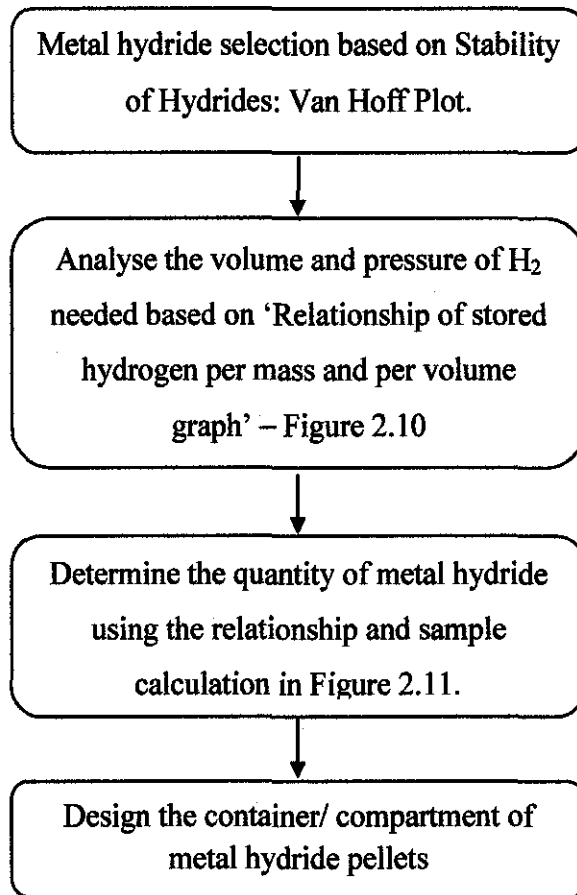 Metal hydride selection based on Stability
of Hydrides: Van Hoff Plot.
Analyse the volume and pressure of H₂
needed based on ‘Relationship of stored
hydrogen per mass and per volume
graph’ – Figure 2.10
Determine the quantity of metal hydride
using the relationship and sample
calculation in Figure 2.11.
Design the container/ compartment of
metal hydride pellets